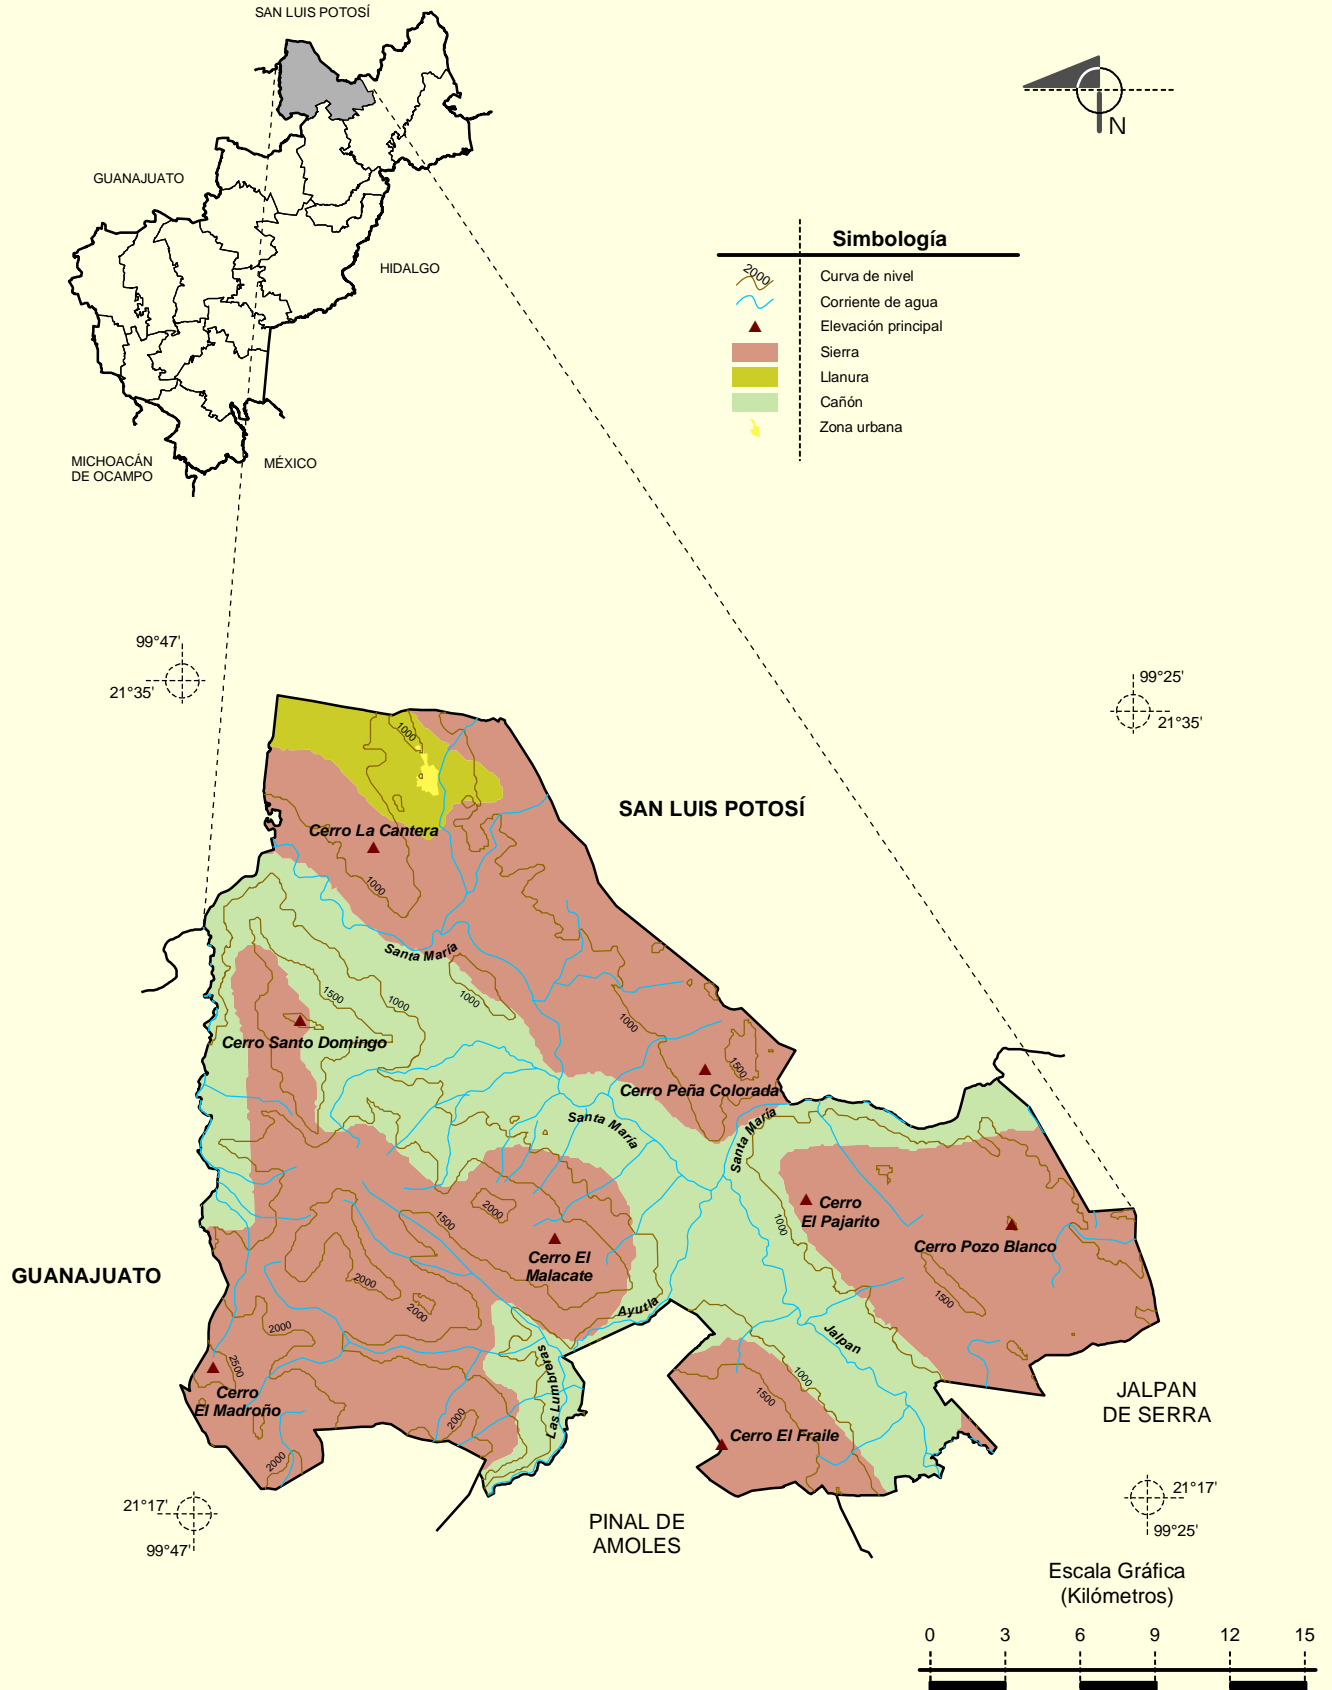 SAN LUIS POTOSÍ
GUANAJUATO
HIDALGO
MICHOACÁN
DE OCAMPO
MÉXICO
N
Simbología
2000
Curva de nivel
Corriente de agua
Elevación principal
Sierra
Llanura
Cañón
Zona urbana
99°47'
21°35'
99°25'
21°35'
SAN LUIS POTOSÍ
1000
Cerro La Cantera
1000
Santa María
1500
1000
1000
1000
Cerro Santo Domingo
1500
Cerro Peña Colorada
Santa María
Santa María
Cerro
El Pajarito
1000
Cerro Pozo Blanco
2000
1500
Cerro El
Malacate
GUANAJUATO
2000
2000
2000
Ayutla
1500
Jalpan
2500
Cerro
El Madroño
Las Lumbreras
1000
1500
2000
2000
Cerro El Fraile
JALPAN
DE SERRA
21°17'
99°47'
PINAL DE
AMOLES
21°17'
99°25'
Escala Gráfica
(Kilómetros)
0 3 6 9 12 15